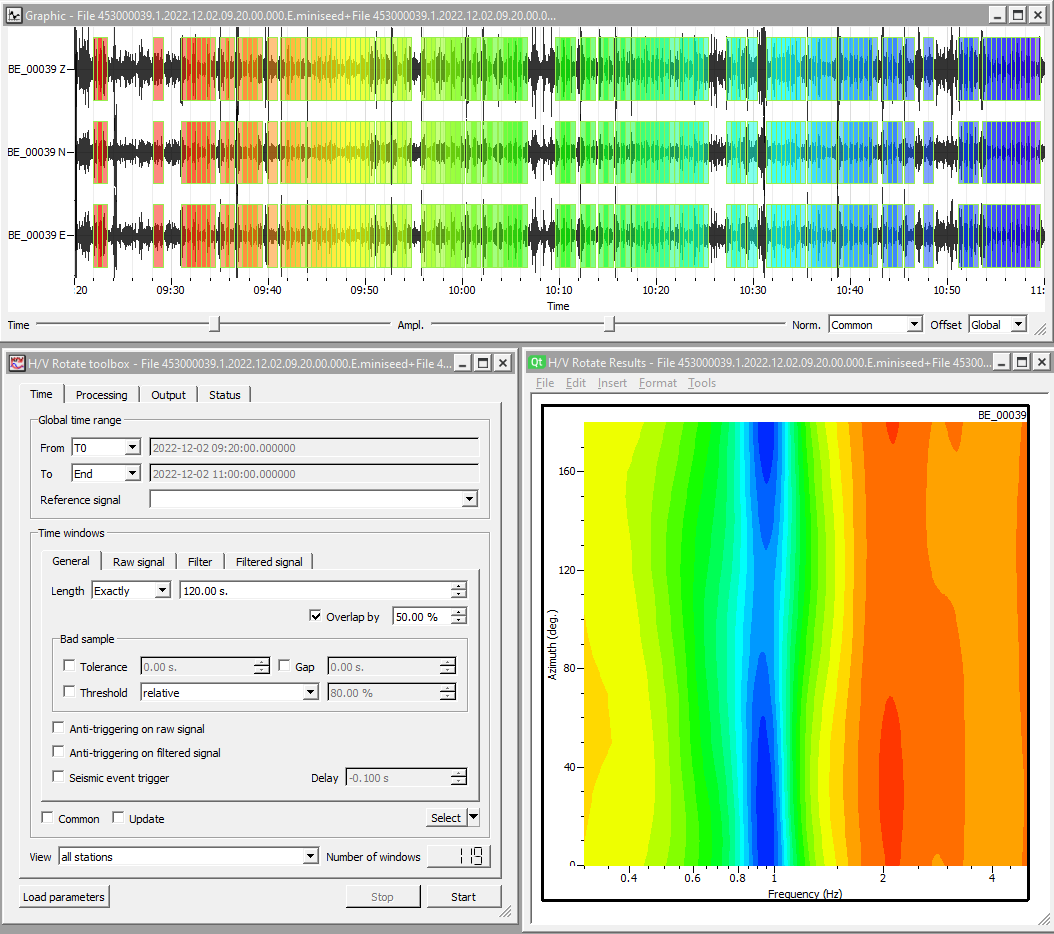 Graphic - File 453000039.1.2022.12.02.09.20.00.000.E.miniseed+File 453000039.1.2022.12.02.09.20.00.0...
BE_00039 Z
BE_00039 N
BE_00039 E
:20 09:30 09:40 09:50 10:00 10:10 10:20 10:30 10:40 10:50 11:
Time
Time Ampl. Norm. Common Offset Global
H/V Rotate toolbox - File 453000039.1.2022.12.02.09.20.00.000.E.miniseed+File 4...
Time Processing Output Status
Global time range
From T0 2022-12-02 09:20:00.000000
To End 2022-12-02 11:00:00.000000
Reference signal
Time windows
General Raw signal Filter Filtered signal
Length Exactly 120.00 s.
Overlap by 50.00 %
Bad sample
Tolerance 0.00 s. Gap 0.00 s.
Threshold relative 80.00 %
Anti-triggering on raw signal
Anti-triggering on filtered signal
Seismic event trigger Delay -0.100 s
Common Update Select
View all stations Number of windows 119
Load parameters Stop Start
Qt H/V Rotate Results - File 453000039.1.2022.12.02.09.20.00.000.E.miniseed+File 45300...
File Edit Insert Format Tools
BE_00039
160
120
80
40
0
Azimuth (deg.)
0.4 0.6 0.8 1 2 4
Frequency (Hz)